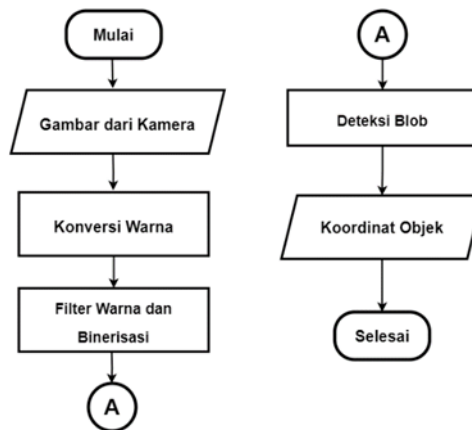 Mulai
Gambar dari Kamera
Konversi Warna
Filter Warna dan
Binerisasi
A
A
Deteksi Blob
Koordinat Objek
Selesai